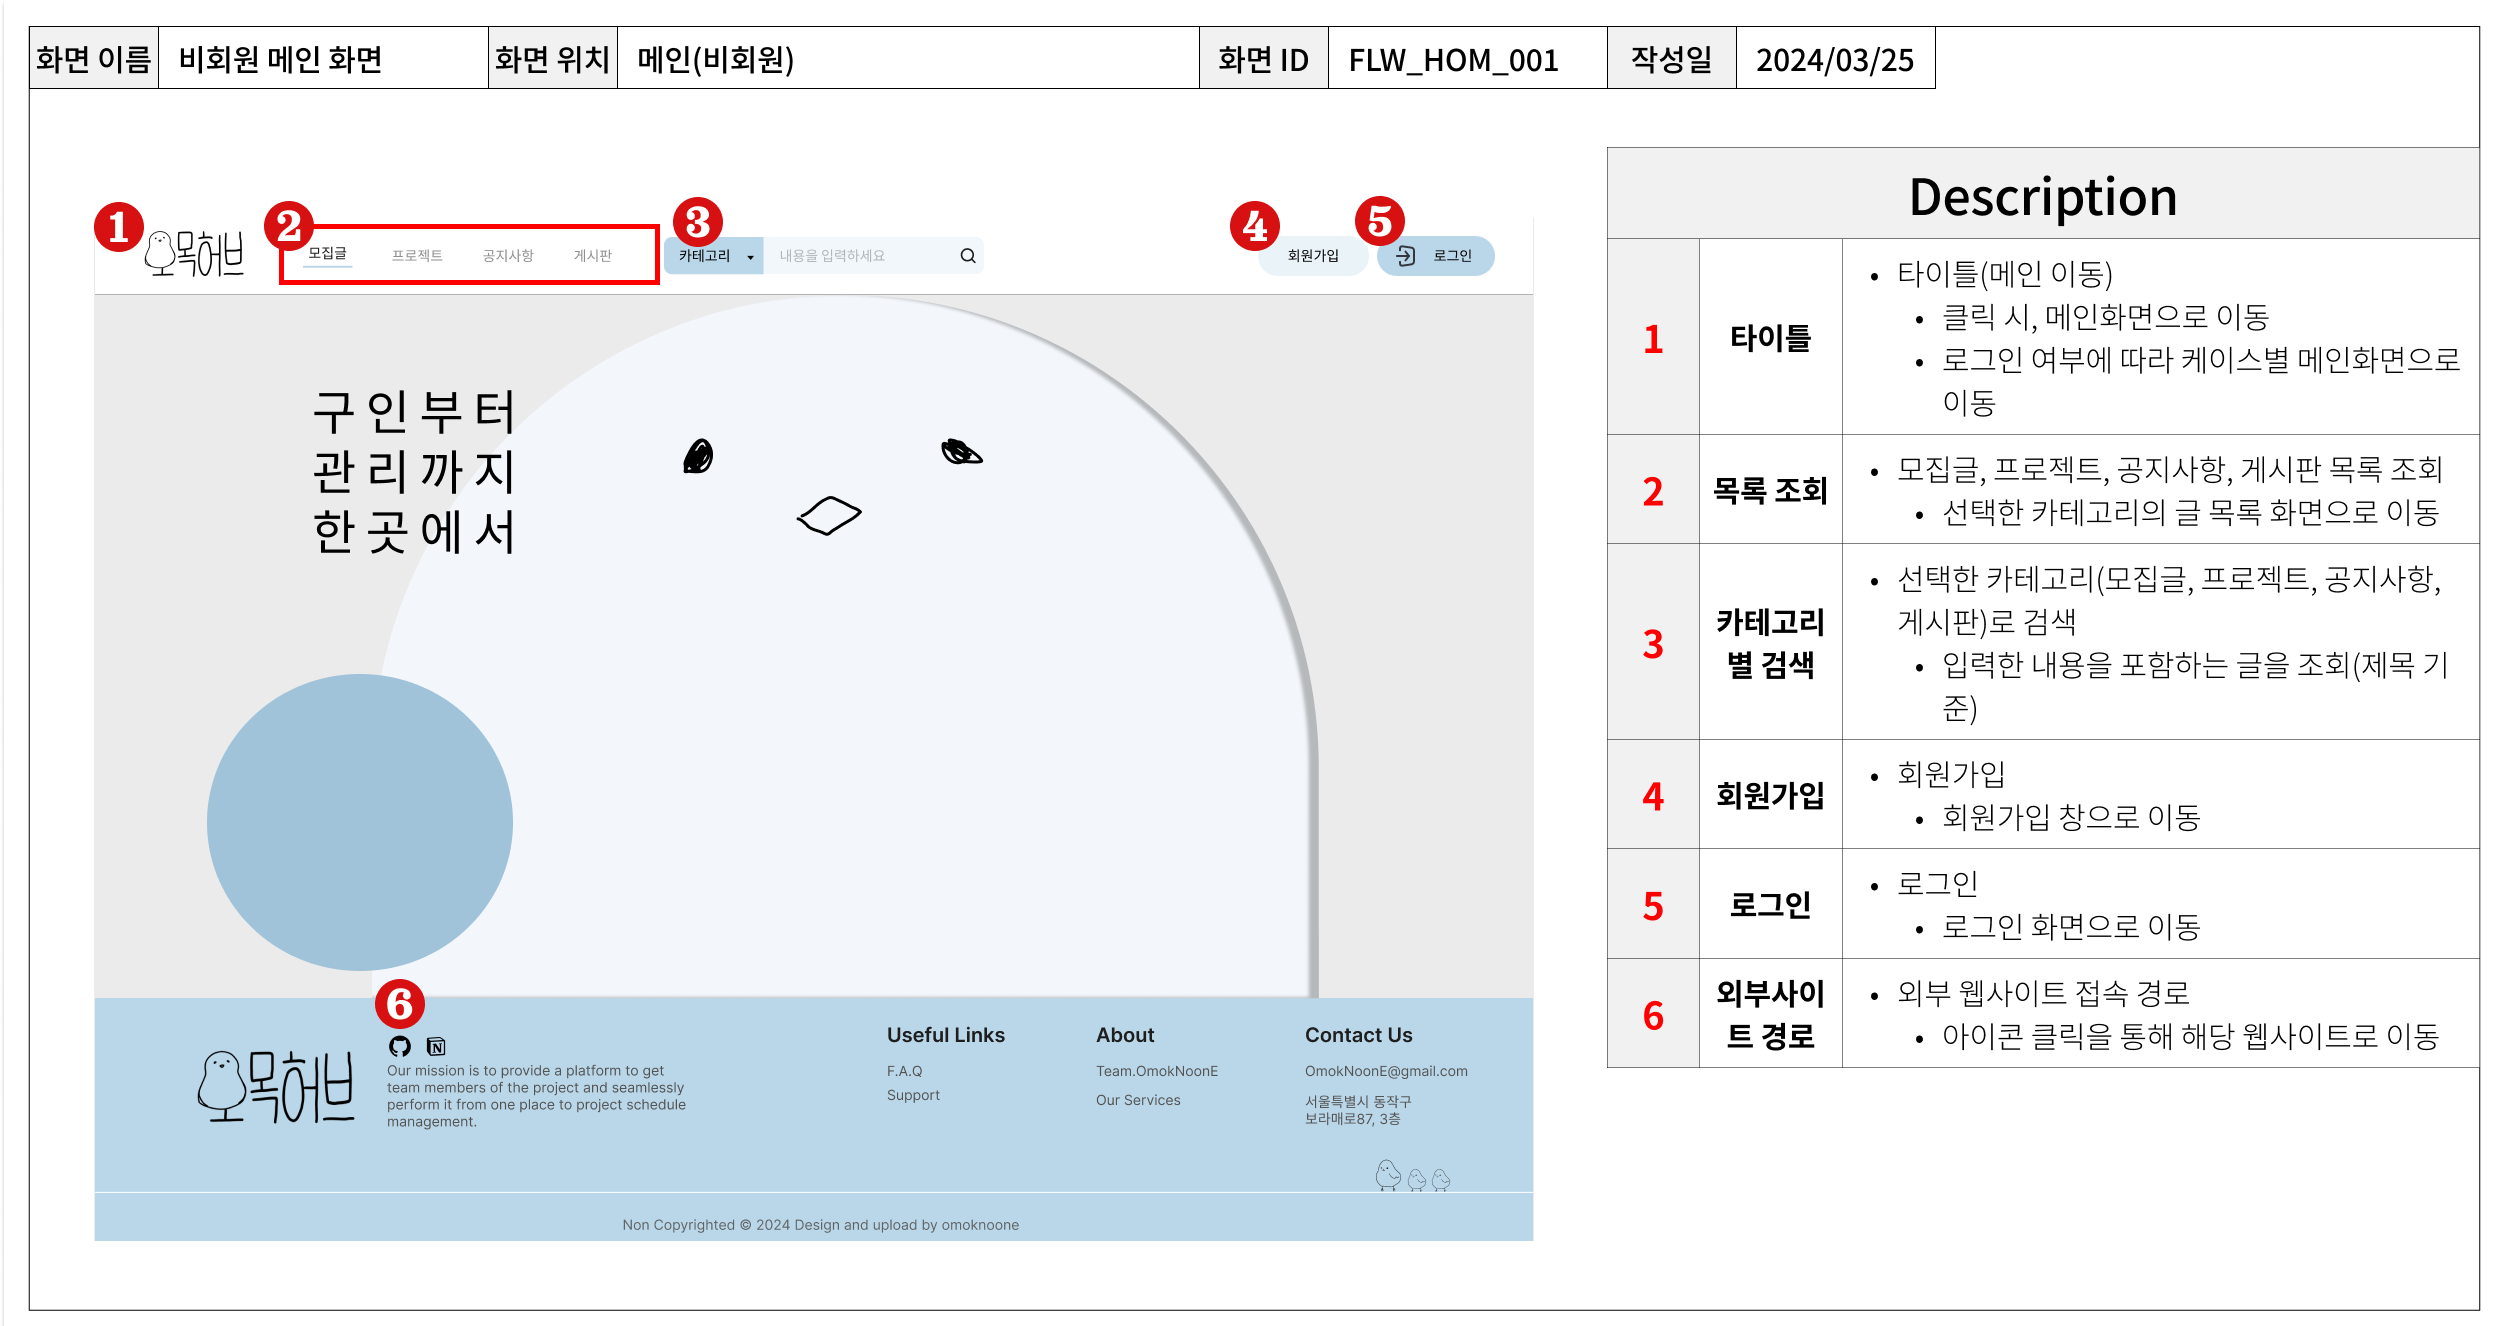 화면 이름 비회원 메인 화면 화면 위치 메인(비회원) 화면 ID FLW_HOM_001 작성일 2024/03/25
1 2 3 4 5
오목허브 모집글 프로젝트 공지사항 게시판 카테고리 내용을 입력하세요 회원가입 로그인
구인부터
관리까지
한곳에서
6
오목허브
Our mission is to provide a platform to get
team members of the project and seamlessly
perform it from one place to project schedule
management.
Useful Links
F.A.Q
Support
About
Team.OmokNoonE
Our Services
Contact Us
OmokNoonE@gmail.com
서울특별시 동작구
보라매로87, 3층
Non Copyrighted © 2024 Design and upload by omoknoone
Description
1
타이틀
• 타이틀(메인 이동)
• 클릭 시, 메인화면으로 이동
• 로그인 여부에 따라 케이스별 메인화면으로
이동
2
목록 조회
• 모집글, 프로젝트, 공지사항, 게시판 목록 조회
• 선택한 카테고리의 글 목록 화면으로 이동
3
카테고리
별 검색
• 선택한 카테고리(모집글, 프로젝트, 공지사항,
게시판)로 검색
• 입력한 내용을 포함하는 글을 조회(제목 기
준)
4
회원가입
• 회원가입
• 회원가입 창으로 이동
5
로그인
• 로그인
• 로그인 화면으로 이동
6
외부사이
트 경로
• 외부 웹사이트 접속 경로
• 아이콘 클릭을 통해 해당 웹사이트로 이동